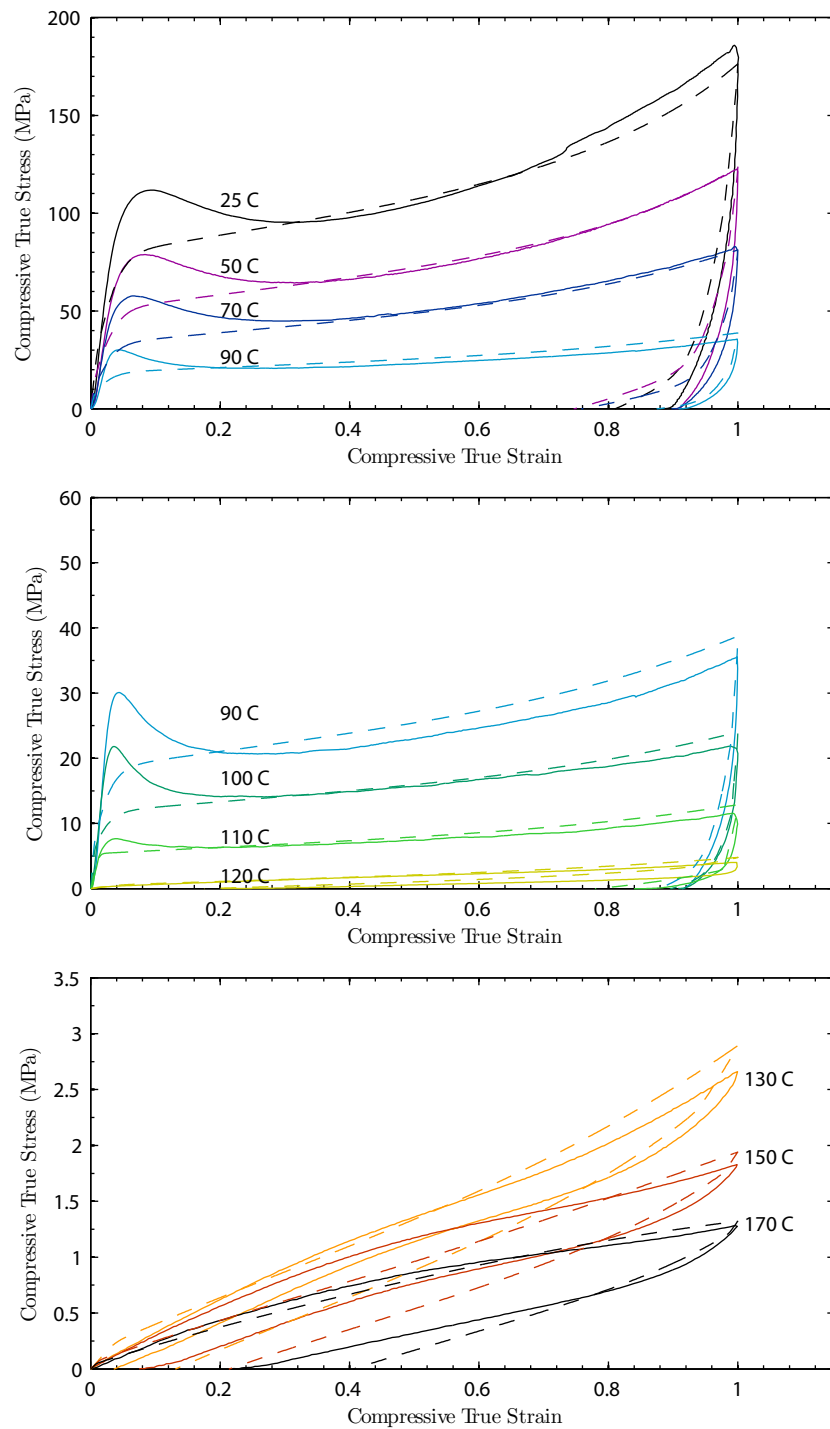 200
150
100
50
0
Compressive True Stress (MPa)
25 C
50 C
70 C
90 C
0 0.2 0.4 0.6 0.8 1
Compressive True Strain
60
50
40
30
20
10
0
Compressive True Stress (MPa)
90 C
100 C
110 C
120 C
0 0.2 0.4 0.6 0.8 1
Compressive True Strain
3.5
3
2.5
2
1.5
1
0.5
0
Compressive True Stress (MPa)
130 C
150 C
170 C
0 0.2 0.4 0.6 0.8 1
Compressive True Strain